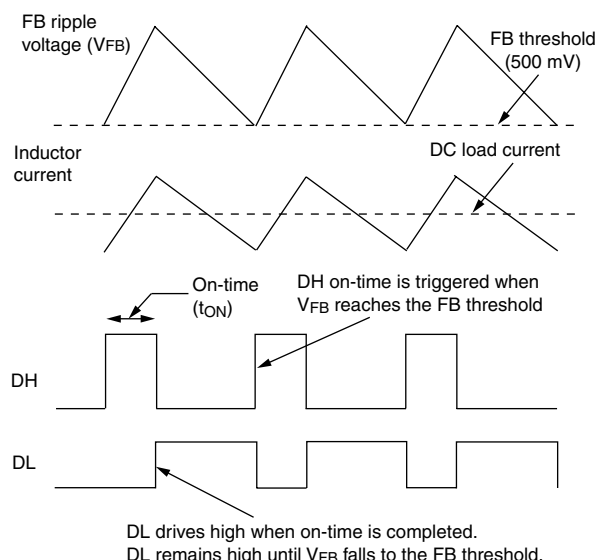 FB ripple
voltage (VFB)
FB threshold
(500 mV)
Inductor
current
DC load current
On-time
(tON)
DH on-time is triggered when
VFB reaches the FB threshold
DH
DL
DL drives high when on-time is completed.
DL remains high until VFB falls to the FB threshold.